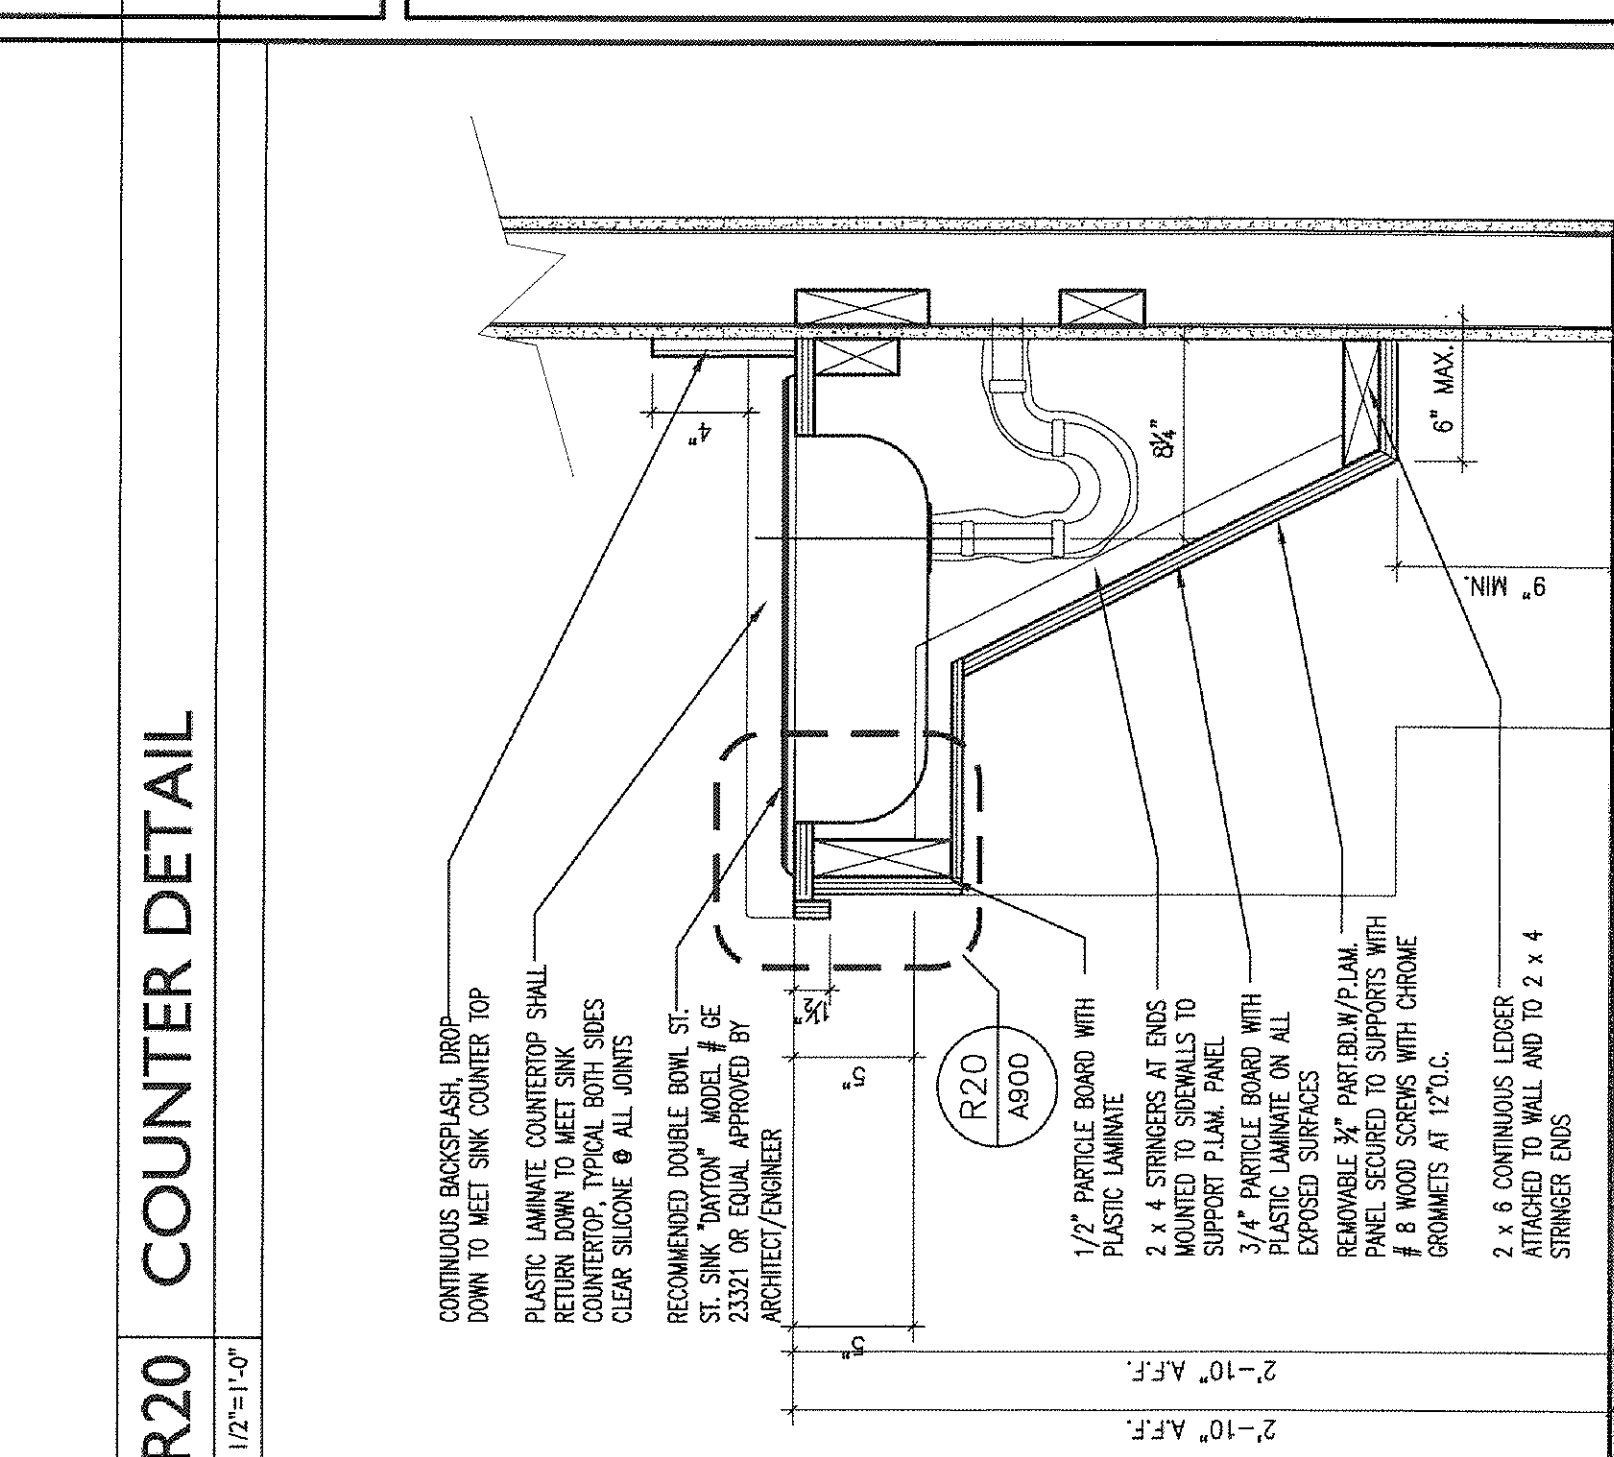 R20 COUNTER DETAIL
1/2"=1'-0"
CONTINUOUS BACKSPLASH, DROP
DOWN TO MEET SINK COUNTER TOP
PLASTIC LAMINATE COUNTERTOP SHALL
RETURN DOWN TO MEET SINK
COUNTERTOP, TYPICAL BOTH SIDES
CLEAR SILICONE @ ALL JOINTS
RECOMMENDED DOUBLE BOWL ST.
ST. SINK "DAYTON" MODEL # GE
23321 OR EQUAL APPROVED BY
ARCHITECT/ENGINEER
R20
A900
1/2" PARTICLE BOARD WITH
PLASTIC LAMINATE
2 x 4 STRINGERS AT ENDS
MOUNTED TO SIDEWALLS TO
SUPPORT P.LAM. PANEL
3/4" PARTICLE BOARD WITH
PLASTIC LAMINATE ON ALL
EXPOSED SURFACES
REMOVABLE 3/4" PART.BD.W/P.LAM.
PANEL SECURED TO SUPPORTS WITH
# 8 WOOD SCREWS WITH CHROME
GROMMETS AT 12"O.C.
2 x 6 CONTINUOUS LEDGER
ATTACHED TO WALL AND TO 2 x 4
STRINGER ENDS
4"
8 1/4"
6" MAX.
9" MIN.
1 1/2"
5"
5"
2'-10" A.F.F.
2'-10" A.F.F.